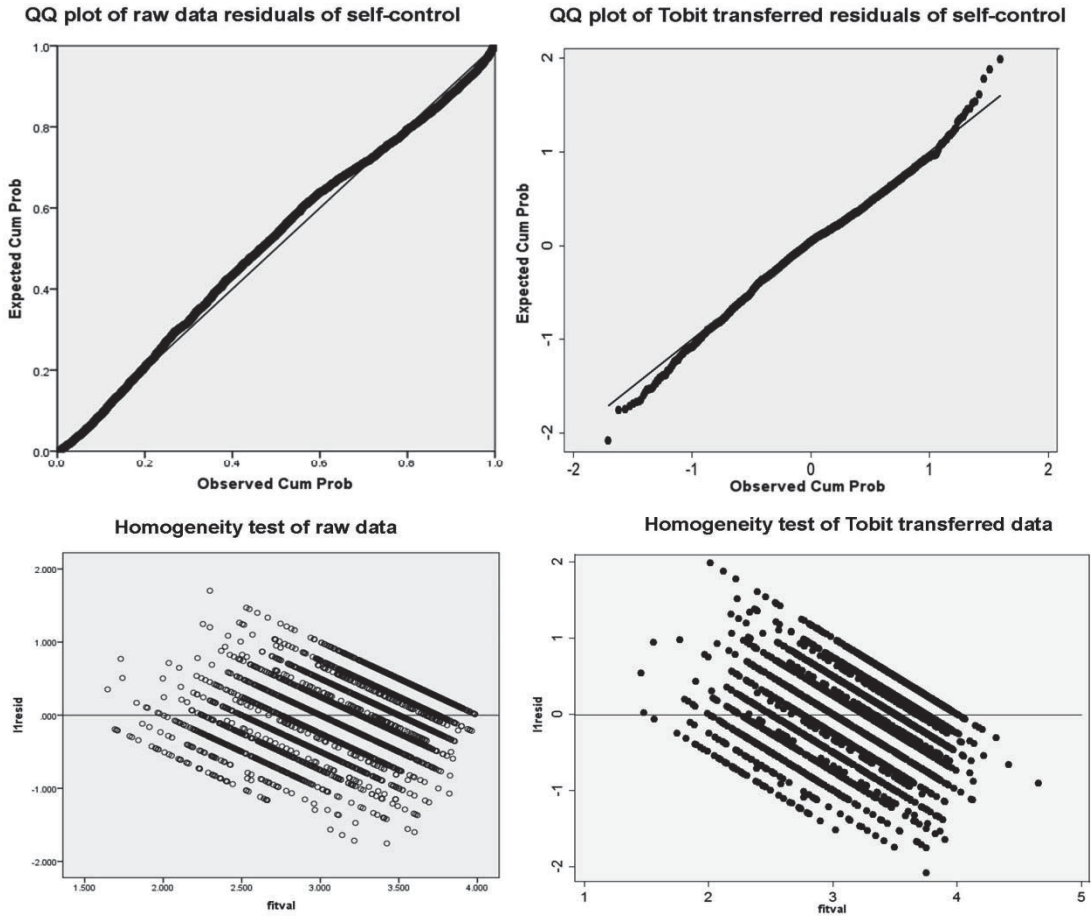 QQ plot of raw data residuals of self-control
1.0
0.8
0.6
0.4
0.2
0.0
Expected Cum Prob
0.0 0.2 0.4 0.6 0.8 1.0
Observed Cum Prob
QQ plot of Tobit transferred residuals of self-control
2
1
0
-1
-2
Expected Cum Prob
-2 -1 0 1 2
Observed Cum Prob
Homogeneity test of raw data
2.000
1.000
.000
-1.000
-2.000
l1resid
1.500 2.000 2.500 3.000 3.500 4.000
fitval
Homogeneity test of Tobit transferred data
2
1
0
-1
-2
l1resid
1 2 3 4 5
fitval